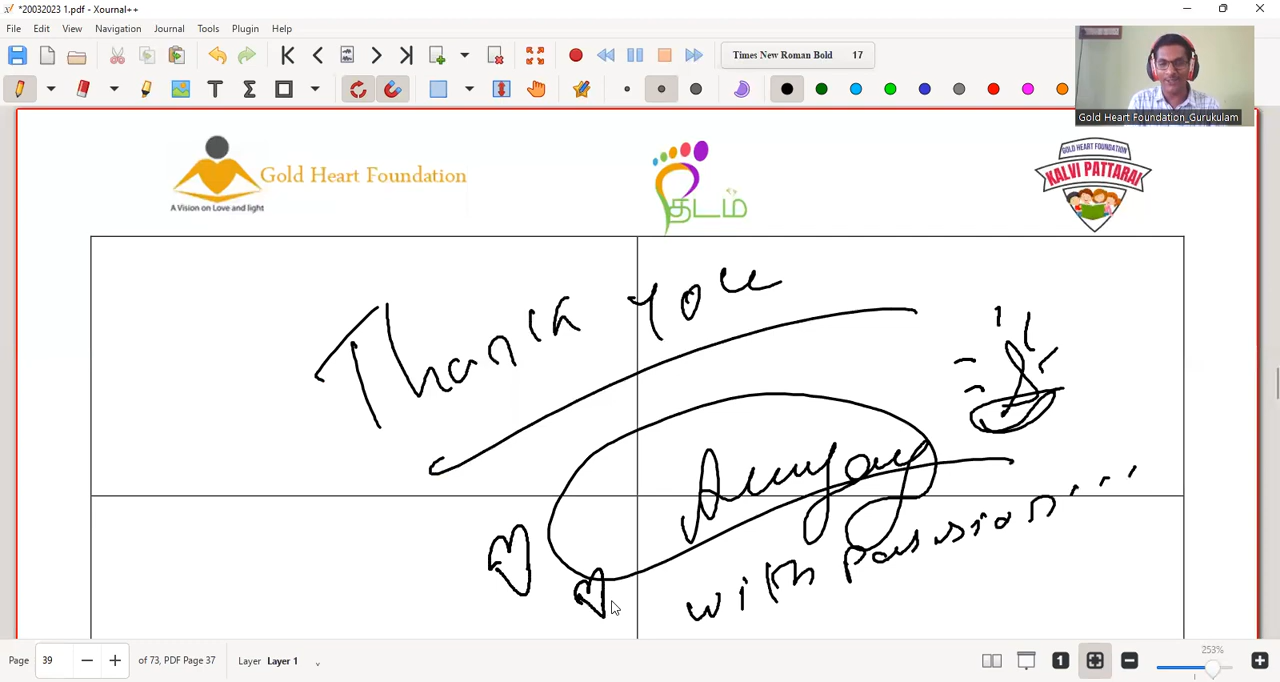 *20032023 1.pdf - Xournal++
File Edit View Navigation Journal Tools Plugin Help
Times New Roman Bold 17
Gold Heart Foundation_Gurukulam
Gold Heart Foundation
A Vision on Love and light
தடம்
GOLD HEART FOUNDATION
KALVI PATTARAI
Thank you
with Passion...
Page 39 of 73, PDF Page 37 Layer Layer 1
253%
1